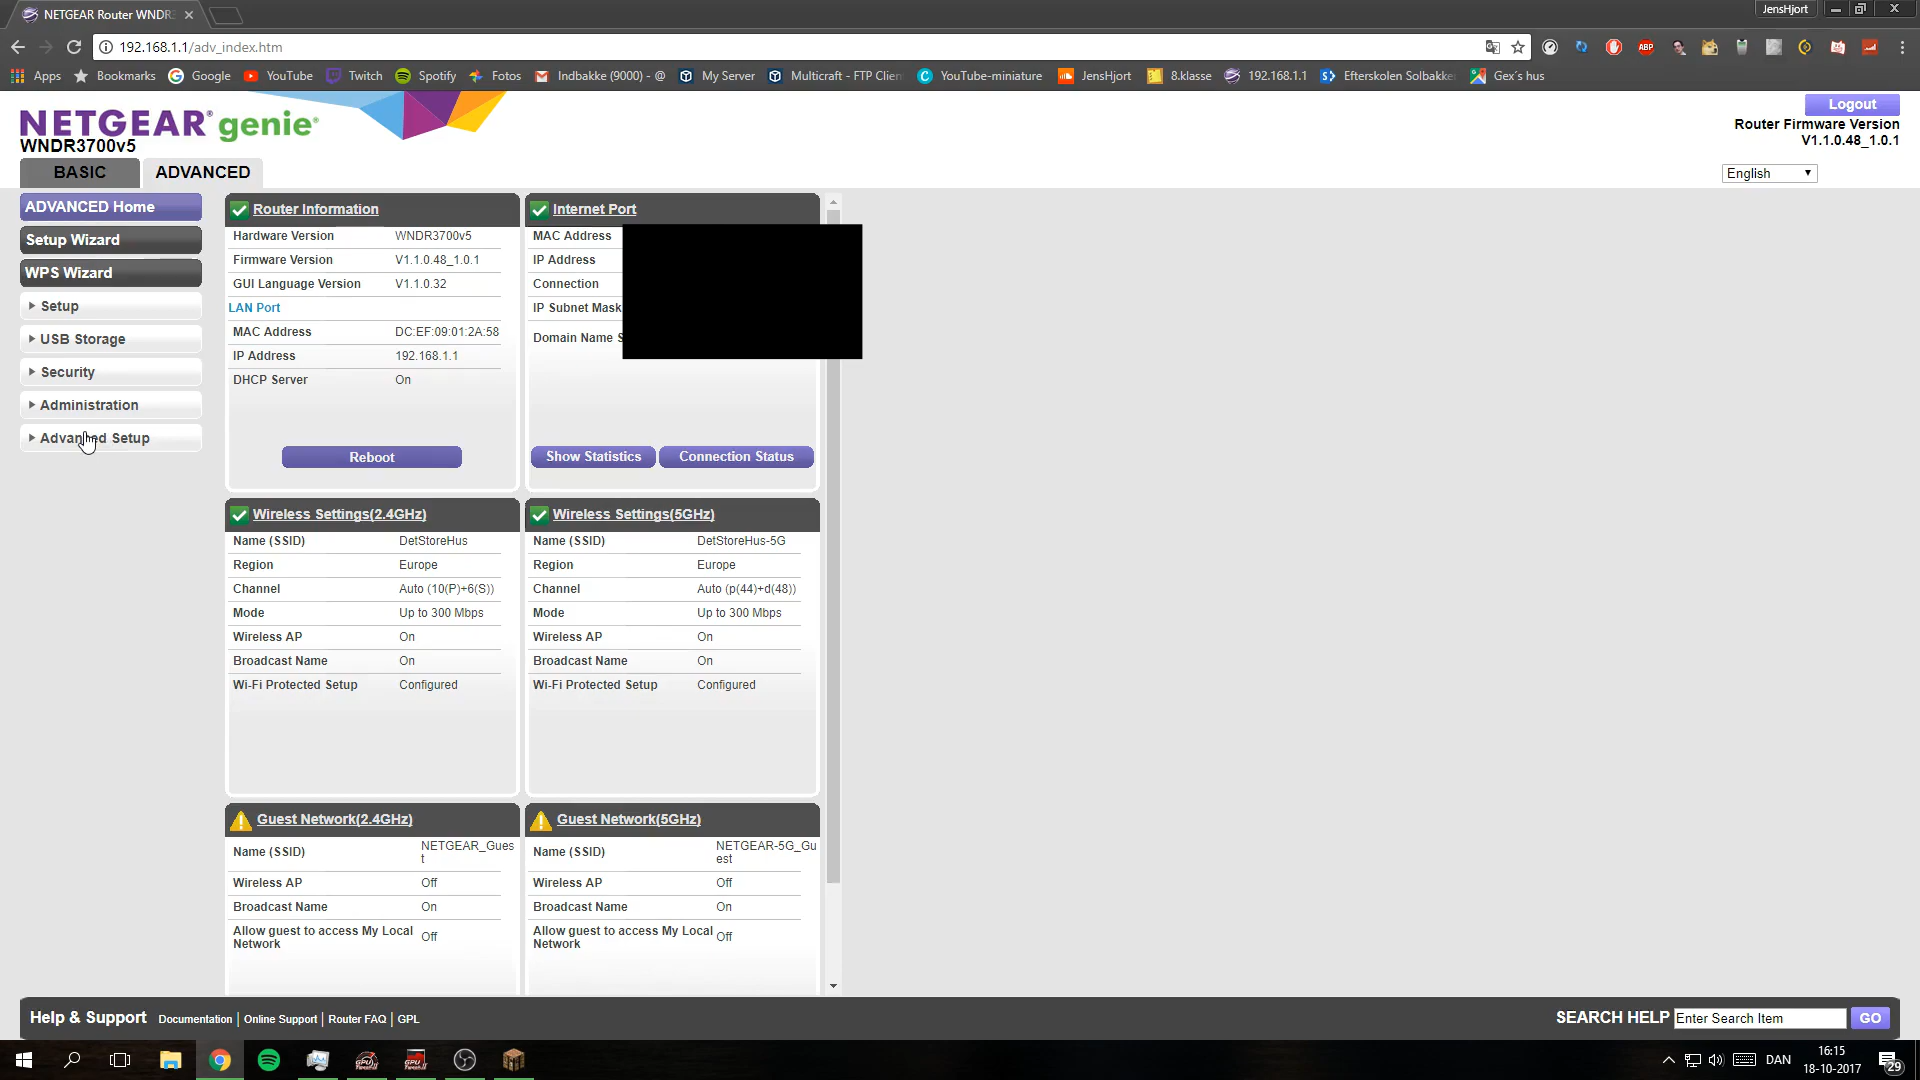 NETGEAR Router WNDR3
JensHjort
192.168.1.1/adv_index.htm
Apps
Bookmarks
Google
YouTube
Twitch
Spotify
Fotos
Indbakke (9000) - @
My Server
Multicraft - FTP Clien
YouTube-miniature
JensHjort
8.klasse
192.168.1.1
Efterskolen Solbakke
Gex´s hus
NETGEAR® genie®
WNDR3700v5
Logout
Router Firmware Version
V1.1.0.48_1.0.1
BASIC
ADVANCED
English
ADVANCED Home
Setup Wizard
WPS Wizard
Setup
USB Storage
Security
Administration
Advanced Setup
Router Information
Hardware Version WNDR3700v5
Firmware Version V1.1.0.48_1.0.1
GUI Language Version V1.1.0.32
LAN Port
MAC Address DC:EF:09:01:2A:58
IP Address 192.168.1.1
DHCP Server On
Reboot
Internet Port
MAC Address
IP Address
Connection
IP Subnet Mask
Domain Name S
Show Statistics
Connection Status
Wireless Settings(2.4GHz)
Name (SSID) DetStoreHus
Region Europe
Channel Auto (10(P)+6(S))
Mode Up to 300 Mbps
Wireless AP On
Broadcast Name On
Wi-Fi Protected Setup Configured
Wireless Settings(5GHz)
Name (SSID) DetStoreHus-5G
Region Europe
Channel Auto (p(44)+d(48))
Mode Up to 300 Mbps
Wireless AP On
Broadcast Name On
Wi-Fi Protected Setup Configured
Guest Network(2.4GHz)
Name (SSID) NETGEAR_Gues
t
Wireless AP Off
Broadcast Name On
Allow guest to access My Local
Network Off
Guest Network(5GHz)
Name (SSID) NETGEAR-5G_Gu
est
Wireless AP Off
Broadcast Name On
Allow guest to access My Local
Network Off
Help & Support
Documentation | Online Support | Router FAQ | GPL
SEARCH HELP
Enter Search Item
GO
DAN
16:15
18-10-2017
29